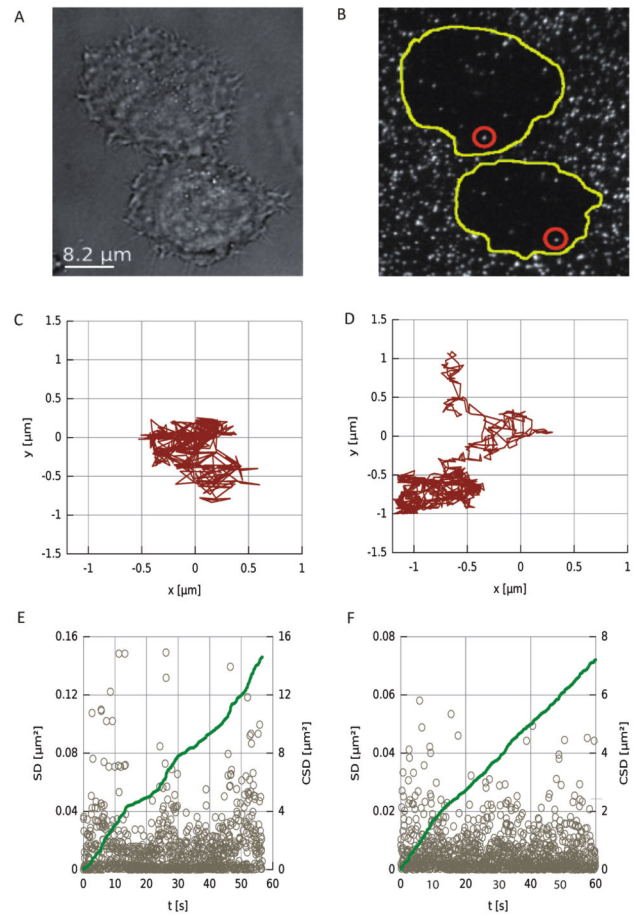 A
B
8.2 µm
C
D
1.5
1
0.5
0
-0.5
-1
-1.5
y [µm]
-1 -0.5 0 0.5 1
x [µm]
1.5
1
0.5
0
-0.5
-1
-1.5
y [µm]
-1 -0.5 0 0.5 1
x [µm]
E
F
0.16
0.12
0.08
0.04
0
SD [µm²]
16
12
8
4
0
CSD [µm²]
0 10 20 30 40 50 60
t [s]
0.08
0.06
0.04
0.02
0
SD [µm²]
8
6
4
2
0
CSD [µm²]
0 10 20 30 40 50 60
t [s]